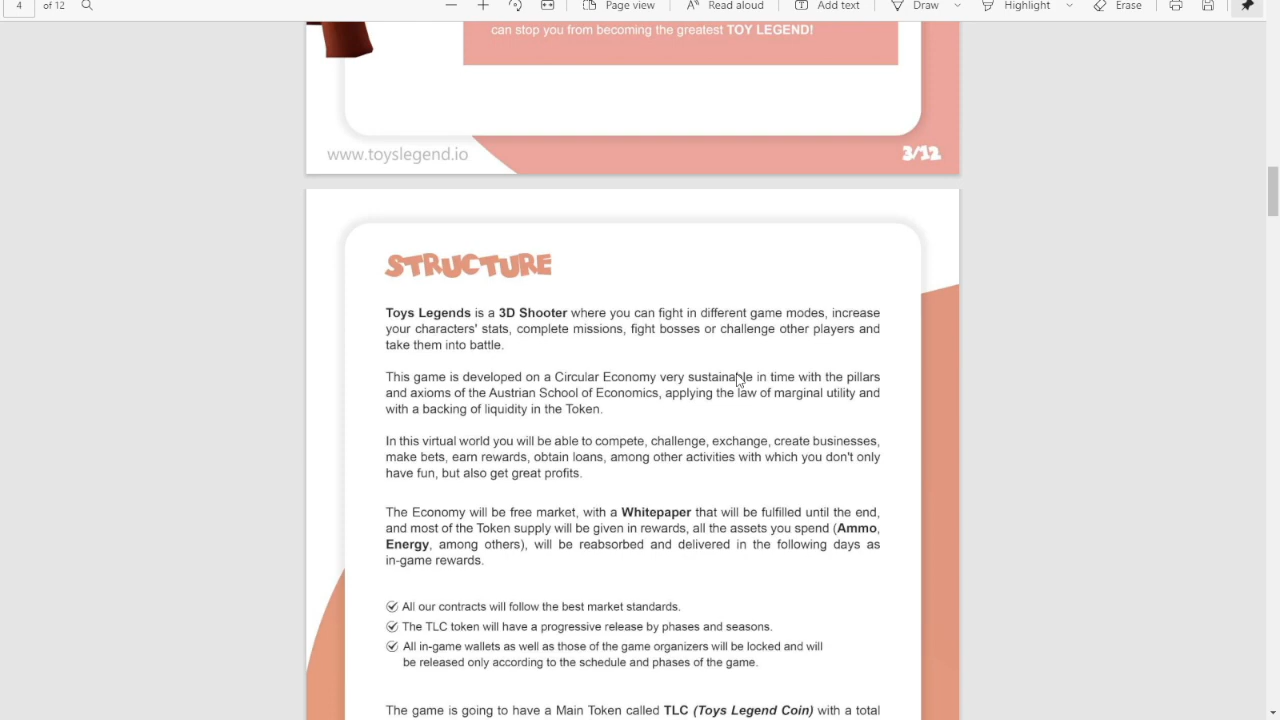 4 of 12 Page view Read aloud Add text Draw Highlight Erase
can stop you from becoming the greatest TOY LEGEND!
www.toyslegend.io 3/12
STRUCTURE
Toys Legends is a 3D Shooter where you can fight in different game modes, increase
your characters' stats, complete missions, fight bosses or challenge other players and
take them into battle.
This game is developed on a Circular Economy very sustainable in time with the pillars
and axioms of the Austrian School of Economics, applying the law of marginal utility and
with a backing of liquidity in the Token.
In this virtual world you will be able to compete, challenge, exchange, create businesses,
make bets, earn rewards, obtain loans, among other activities with which you don't only
have fun, but also get great profits.
The Economy will be free market, with a Whitepaper that will be fulfilled until the end,
and most of the Token supply will be given in rewards, all the assets you spend (Ammo,
Energy, among others), will be reabsorbed and delivered in the following days as
in-game rewards.
All our contracts will follow the best market standards.
The TLC token will have a progressive release by phases and seasons.
All in-game wallets as well as those of the game organizers will be locked and will
be released only according to the schedule and phases of the game.
The game is going to have a Main Token called TLC (Toys Legend Coin) with a total